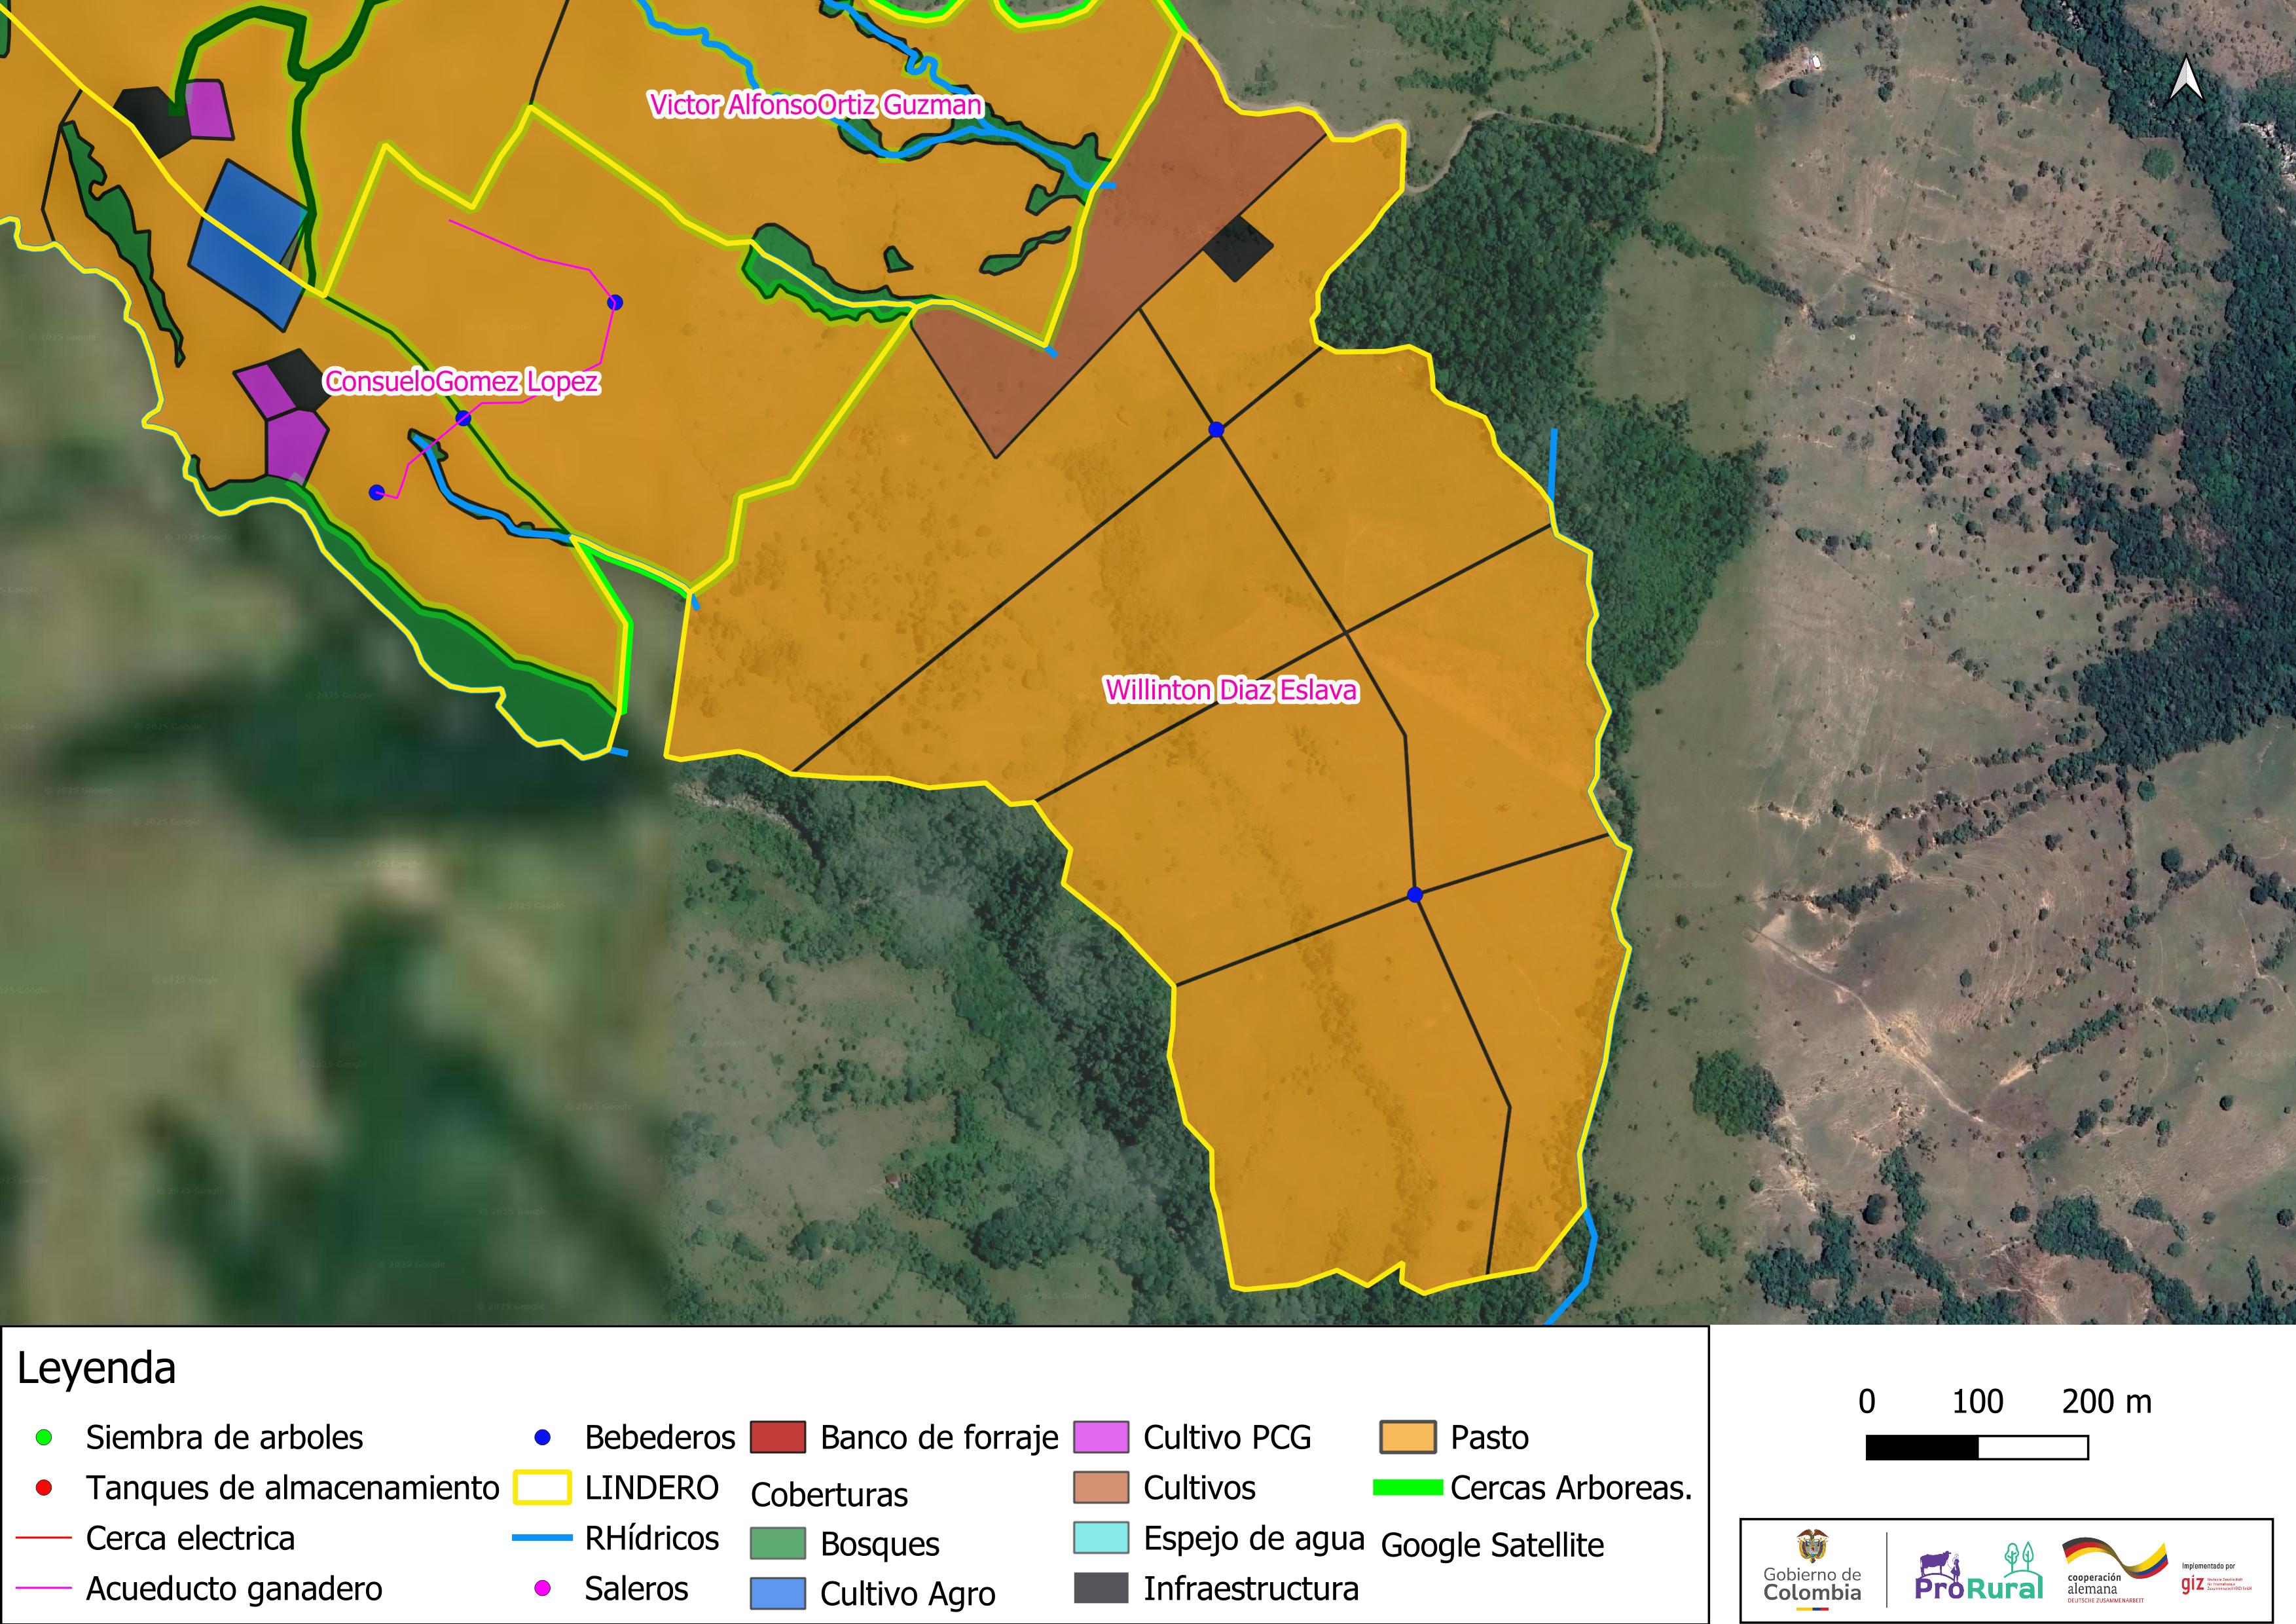 Victor AlfonsoOrtiz Guzman
ConsueloGomez Lopez
Willinton Diaz Eslava
Leyenda
Siembra de arboles
Tanques de almacenamiento
Cerca electrica
Acueducto ganadero
Bebederos
LINDERO
RHídricos
Saleros
Banco de forraje
Coberturas
Bosques
Cultivo Agro
Cultivo PCG
Cultivos
Espejo de agua
Infraestructura
Pasto
Cercas Arboreas.
Google Satellite
0 100 200 m
Gobierno de
Colombia
ProRural
cooperación
alemana
DEUTSCHE ZUSAMMENARBEIT
Implementado por
giz